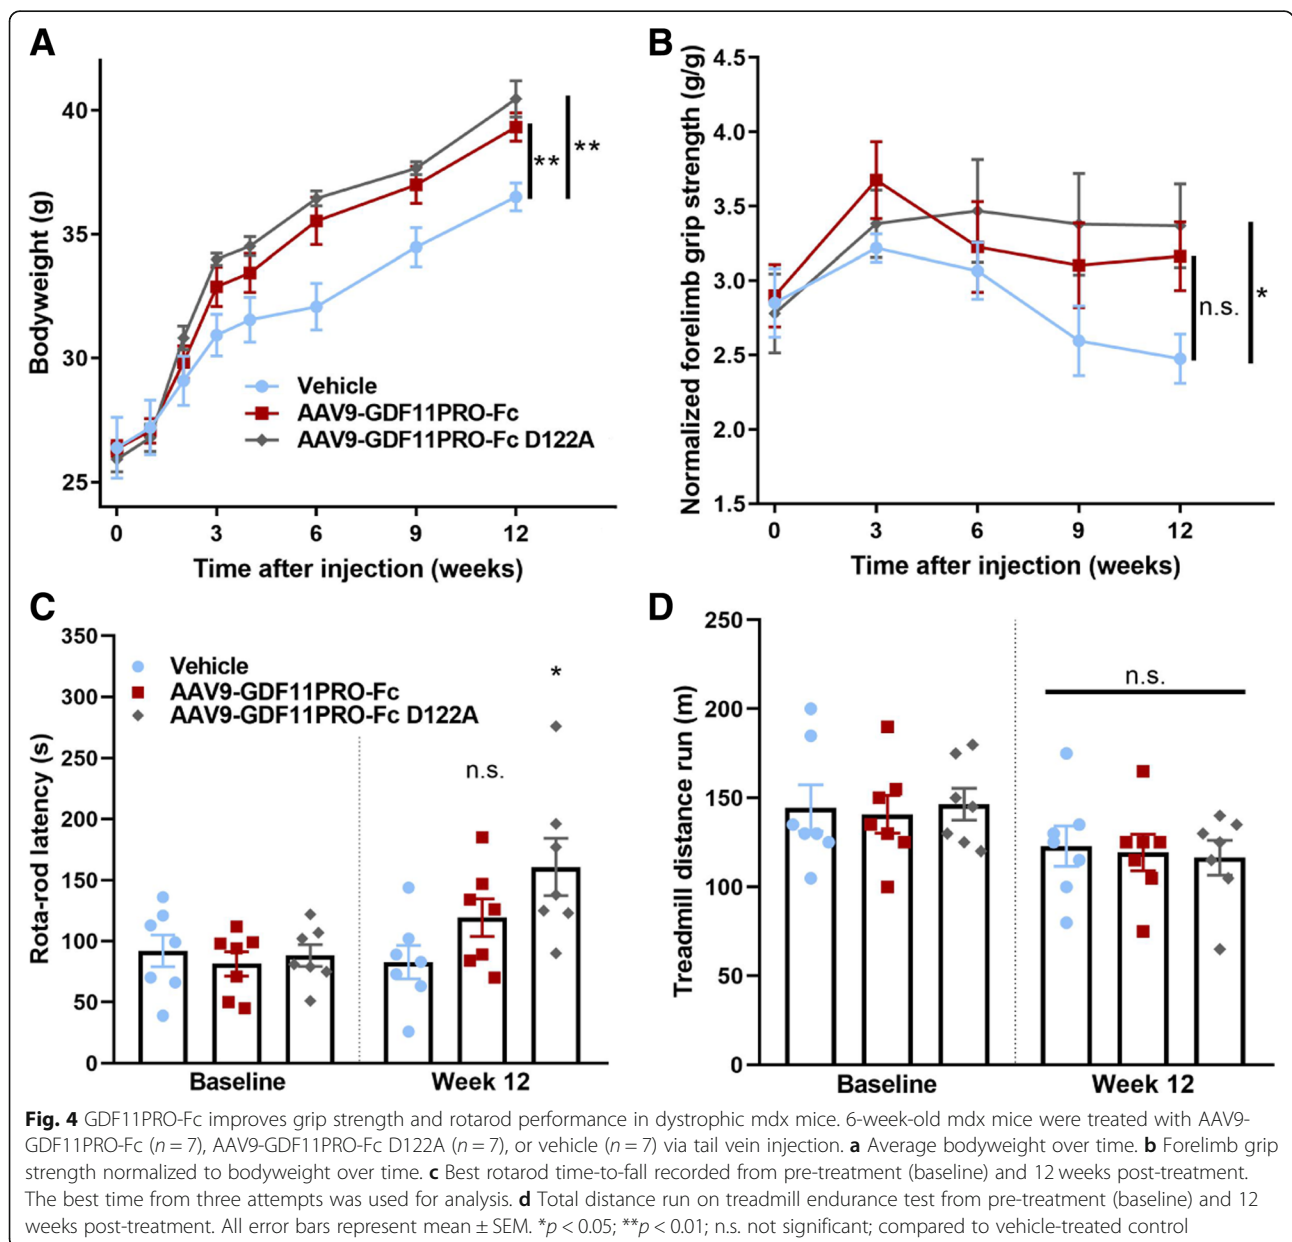 A
Bodyweight (g)
40
35
30
25
0
3
6
9
12
Time after injection (weeks)
Vehicle
AAV9-GDF11PRO-Fc
AAV9-GDF11PRO-Fc D122A
**
**
B
Normalized forelimb grip strength (g/g)
4.5
4.0
3.5
3.0
2.5
2.0
1.5
0
3
6
9
12
Time after injection (weeks)
n.s.
*
C
Rota-rod latency (s)
350
300
250
200
150
100
50
0
Vehicle
AAV9-GDF11PRO-Fc
AAV9-GDF11PRO-Fc D122A
n.s.
*
Baseline
Week 12
D
Treadmill distance run (m)
250
200
150
100
50
0
n.s.
Baseline
Week 12
Fig. 4 GDF11PRO-Fc improves grip strength and rotarod performance in dystrophic mdx mice. 6-week-old mdx mice were treated with AAV9-
GDF11PRO-Fc (n = 7), AAV9-GDF11PRO-Fc D122A (n = 7), or vehicle (n = 7) via tail vein injection. a Average bodyweight over time. b Forelimb grip
strength normalized to bodyweight over time. c Best rotarod time-to-fall recorded from pre-treatment (baseline) and 12 weeks post-treatment.
The best time from three attempts was used for analysis. d Total distance run on treadmill endurance test from pre-treatment (baseline) and 12
weeks post-treatment. All error bars represent mean ± SEM. *p < 0.05; **p < 0.01; n.s. not significant; compared to vehicle-treated control